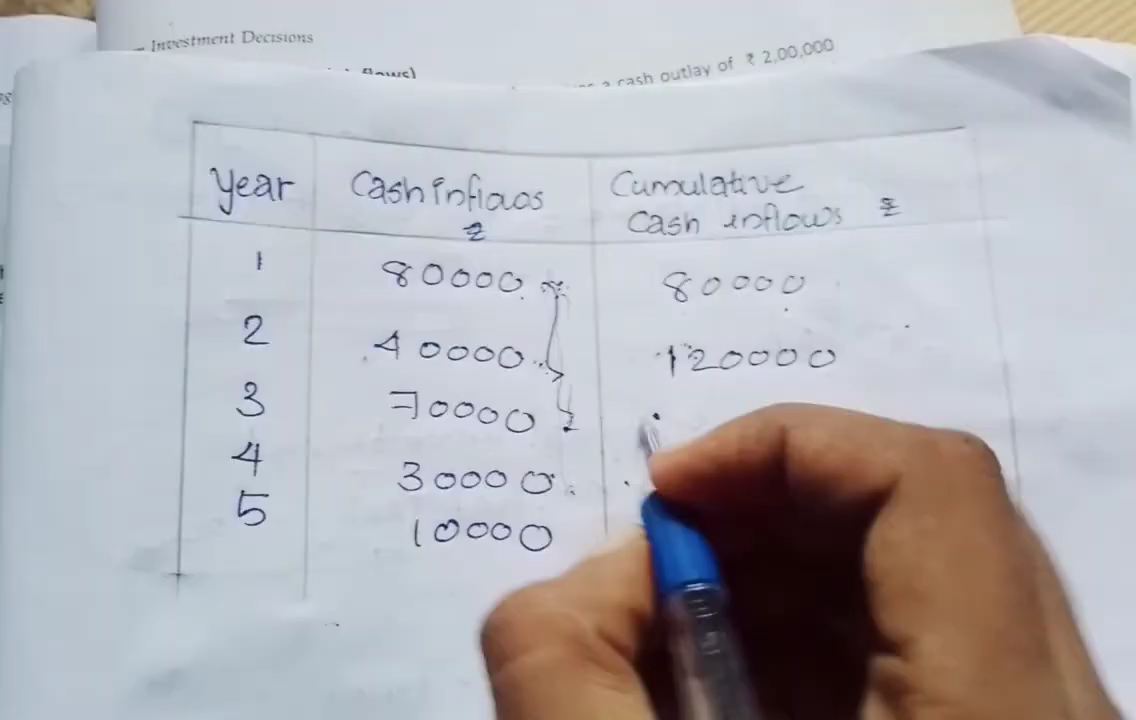 Investment Decisions
flows)
a cash outlay of ₹ 2,00,000
Year Cash inflows ₹ Cumulative Cash inflows ₹
1 80000 80000
2 40000 120000
3 70000
4 30000
5 10000